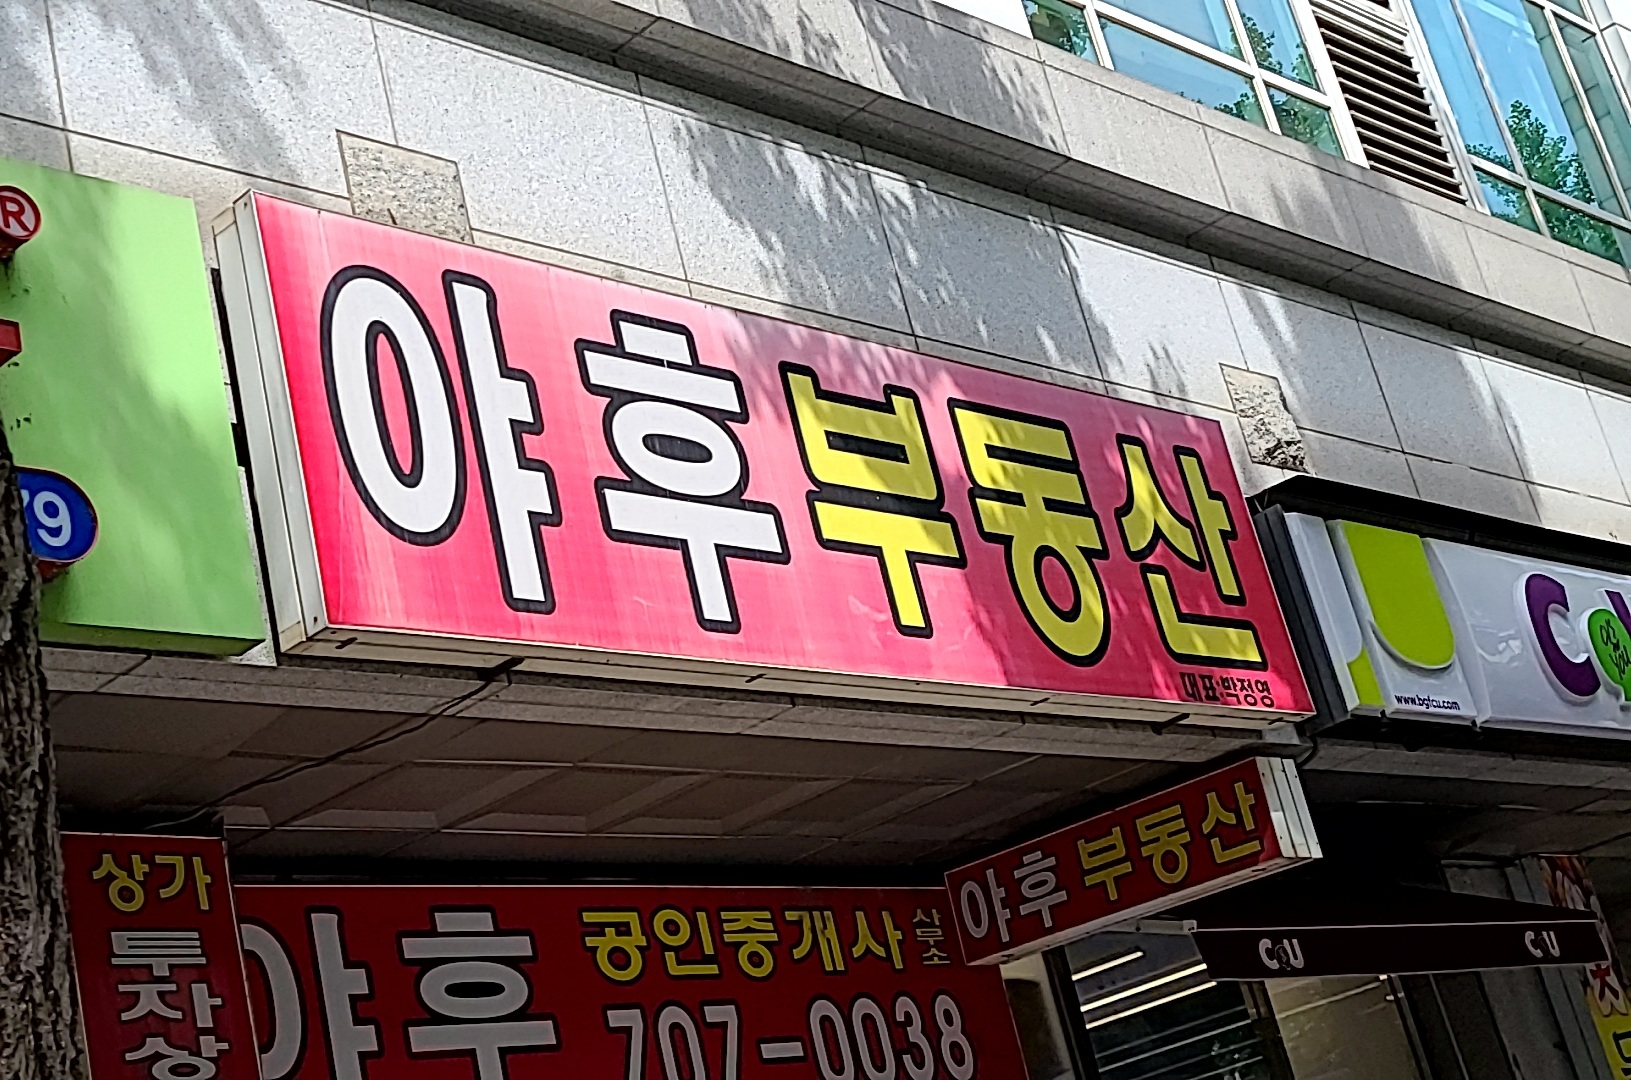 ®
79
야후부동산
대표:박정영
www.bgfcu.com
야후 부동산
상가
투자상
야후
공인중개사 사무소
707-0038
CU
CU